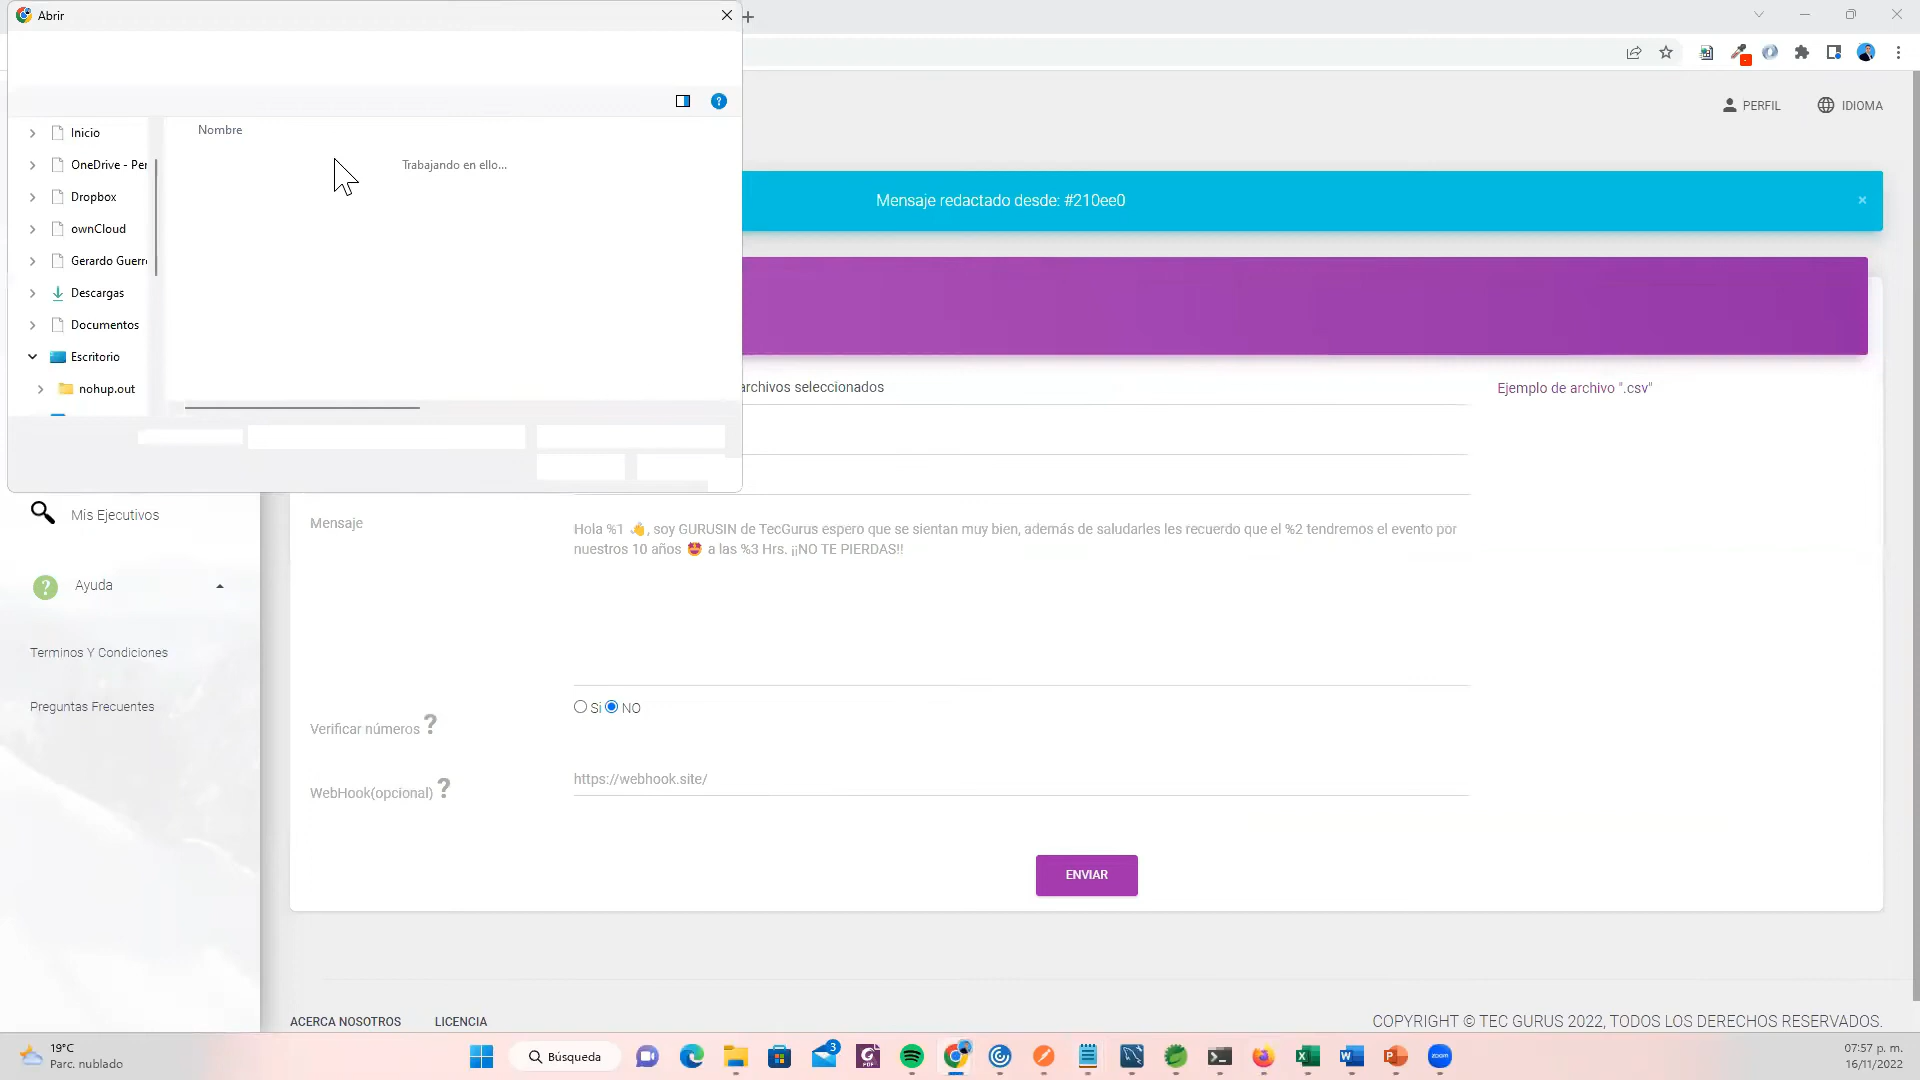 Abrir
PERFIL
IDIOMA
Nombre
Trabajando en ello...
Inicio
OneDrive - Per
Dropbox
ownCloud
Gerardo Guerr
Descargas
Documentos
Escritorio
nohup.out
Mensaje redactado desde: #210ee0
×
archivos seleccionados
Ejemplo de archivo ".csv"
Mis Ejecutivos
Ayuda
Terminos Y Condiciones
Preguntas Frecuentes
Mensaje
Hola %1 👋, soy GURUSIN de TecGurus espero que se sientan muy bien, además de saludarles les recuerdo que el %2 tendremos el evento por
nuestros 10 años 🤩 a las %3 Hrs. ¡¡NO TE PIERDAS!!
Verificar números ?
Si NO
WebHook(opcional) ?
https://webhook.site/
ENVIAR
ACERCA NOSOTROS
LICENCIA
COPYRIGHT © TEC GURUS 2022, TODOS LOS DERECHOS RESERVADOS.
19°C
Parc. nublado
Búsqueda
3
zoom
07:57 p. m.
16/11/2022